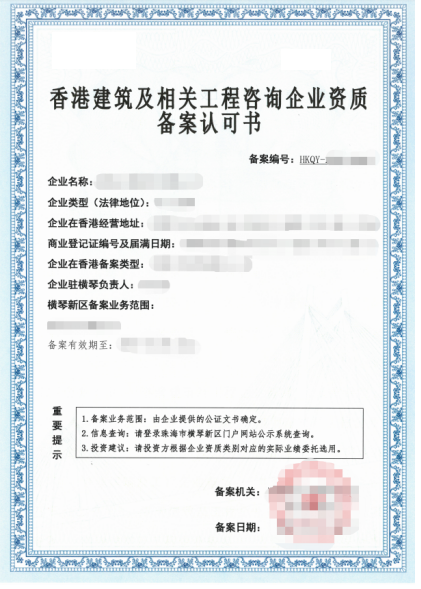 香港建筑及相关工程咨询企业资质
备案认可书
备案编号：HKQY-
企业名称：
企业类型（法律地位）：
企业在香港经营地址：
商业登记证编号及届满日期：
企业在香港备案类型：
企业驻横琴负责人：
横琴新区备案业务范围：
备案有效期至：
重要提示
1.备案业务范围：由企业提供的公证文书确定。
2.信息查询：请登录珠海市横琴新区门户网站公示系统查询。
3.投资建议：请投资方根据企业资质类别对应的实际业绩委托选用。
备案机关：
备案日期：